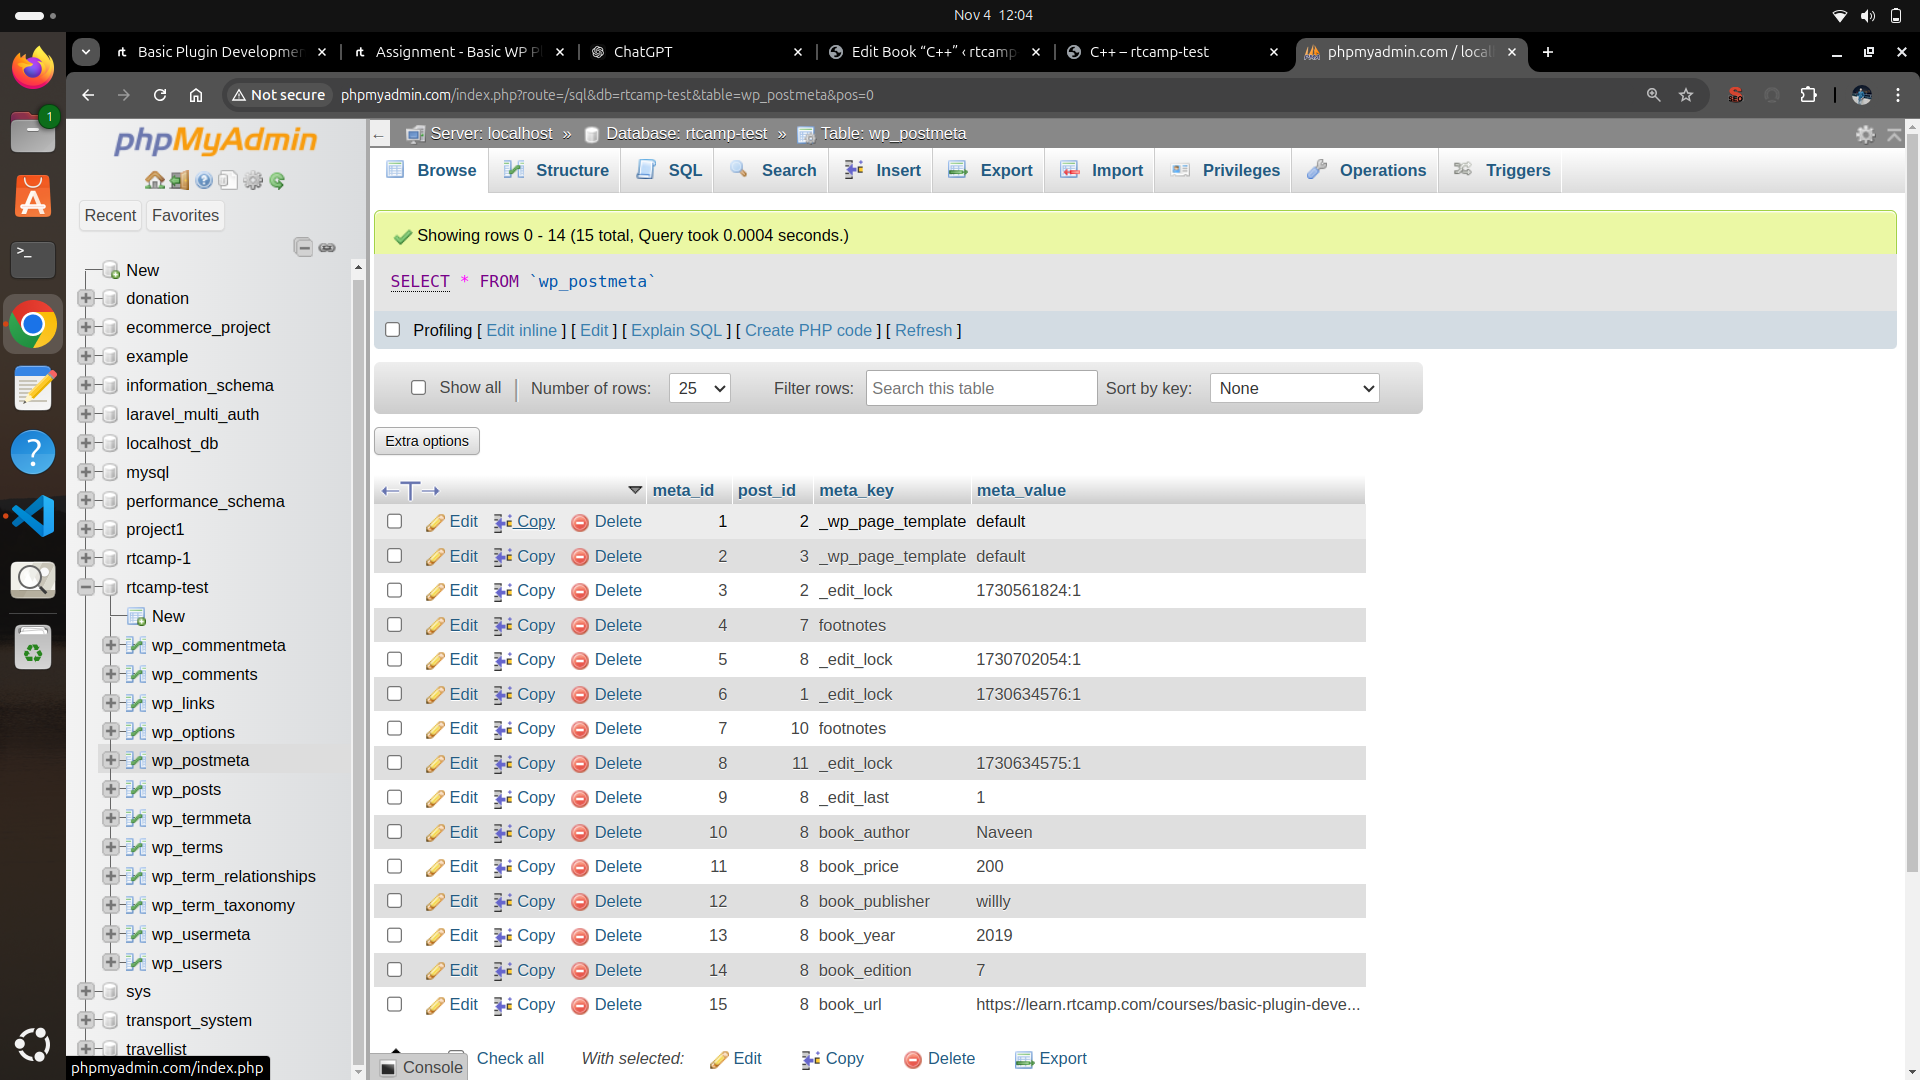 Nov 4 12:04
Basic Plugin Developmen
Assignment - Basic WP P
ChatGPT
Edit Book “C++” ‹ rtcamp
C++ – rtcamp-test
phpmyadmin.com / local
Not secure
phpmyadmin.com/index.php?route=/sql&db=rtcamp-test&table=wp_postmeta&pos=0
1
phpMyAdmin
Recent
Favorites
New
donation
ecommerce_project
example
information_schema
laravel_multi_auth
localhost_db
mysql
performance_schema
project1
rtcamp-1
rtcamp-test
New
wp_commentmeta
wp_comments
wp_links
wp_options
wp_postmeta
wp_posts
wp_termmeta
wp_terms
wp_term_relationships
wp_term_taxonomy
wp_usermeta
wp_users
sys
transport_system
travellist
phpmyadmin.com/index.php
Server: localhost » Database: rtcamp-test » Table: wp_postmeta
Browse Structure SQL Search Insert Export Import Privileges Operations Triggers
Showing rows 0 - 14 (15 total, Query took 0.0004 seconds.)
SELECT * FROM `wp_postmeta`
Profiling [ Edit inline ] [ Edit ] [ Explain SQL ] [ Create PHP code ] [ Refresh ]
Show all Number of rows: 25 Filter rows: Search this table Sort by key: None
Extra options
meta_id post_id meta_key meta_value
Edit Copy Delete 1 2 _wp_page_template default
Edit Copy Delete 2 3 _wp_page_template default
Edit Copy Delete 3 2 _edit_lock 1730561824:1
Edit Copy Delete 4 7 footnotes
Edit Copy Delete 5 8 _edit_lock 1730702054:1
Edit Copy Delete 6 1 _edit_lock 1730634576:1
Edit Copy Delete 7 10 footnotes
Edit Copy Delete 8 11 _edit_lock 1730634575:1
Edit Copy Delete 9 8 _edit_last 1
Edit Copy Delete 10 8 book_author Naveen
Edit Copy Delete 11 8 book_price 200
Edit Copy Delete 12 8 book_publisher willly
Edit Copy Delete 13 8 book_year 2019
Edit Copy Delete 14 8 book_edition 7
Edit Copy Delete 15 8 book_url https://learn.rtcamp.com/courses/basic-plugin-deve...
Check all With selected: Edit Copy Delete Export
Console